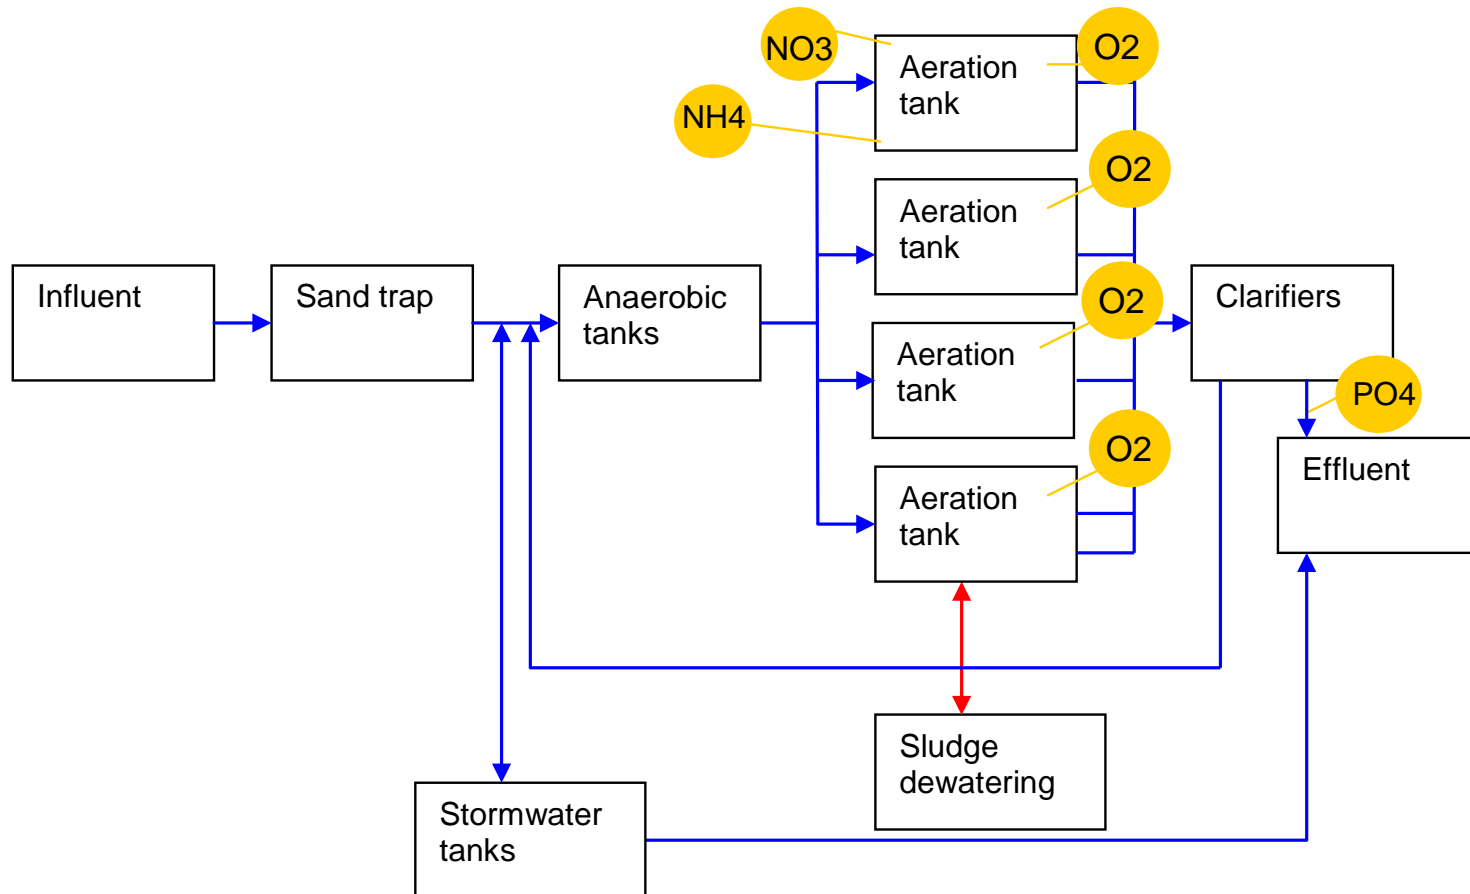 NO3
O2
Aeration
tank
NH4
O2
Aeration
tank
Influent
Sand trap
Anaerobic
tanks
O2
Clarifiers
Aeration
tank
PO4
O2
Effluent
Aeration
tank
Sludge
dewatering
Stormwater
tanks